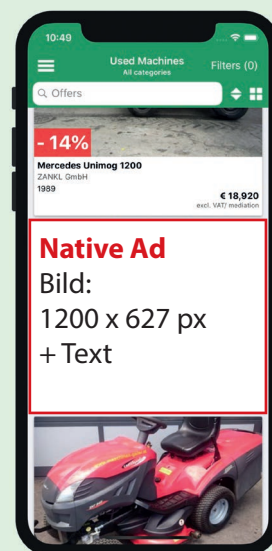 10:49
Used Machines
All categories
Filters (0)
Offers
- 14%
Mercedes Unimog 1200
ZANKL GmbH
1989
€ 18,920
excl. VAT/ mediation
Native Ad
Bild:
1200 x 627 px
+ Text